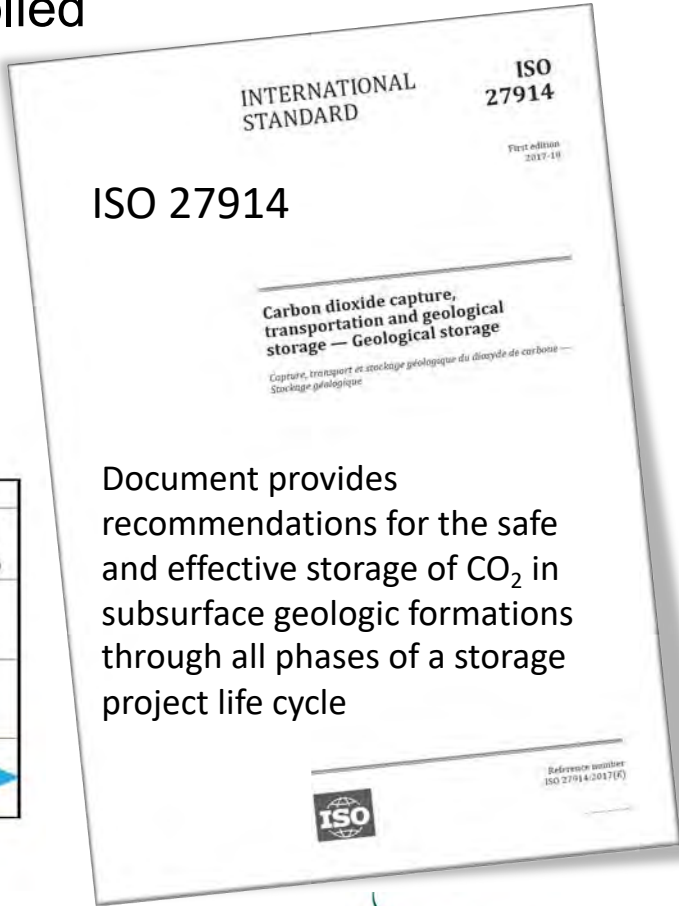 INTERNATIONAL
STANDARD
ISO
27914
First edition
2017-10
ISO 27914
Carbon dioxide capture,
transportation and geological
storage — Geological storage
Capture, transport et stockage géologique du dioxyde de carbone —
Stockage géologique
Document provides
recommendations for the safe
and effective storage of CO₂ in
subsurface geologic formations
through all phases of a storage
project life cycle
ISO
Reference number
ISO 27914:2017(E)